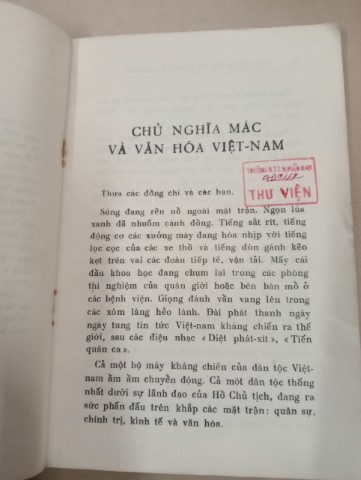 CHỦ NGHĨA MÁC
VÀ VĂN HÓA VIỆT-NAM
THƯ VIỆN
Thưa các đồng chí và các bạn.
Súng đang rền nổ ngoài mặt trận. Ngọn lúa
xanh đã nhuốm cánh đồng. Tiếng sắt rít, tiếng
động cơ các xưởng máy đang hòa nhịp với tiếng
lọc cọc của các xe thồ và tiếng đòn gánh kẽo
kẹt trên vai các đoàn tiếp tế, vận tải. Mấy cái
đầu khoa học đang chụm lại trong các phòng
thí nghiệm của quân giới hoặc bên bàn mổ ở
các bệnh viện. Giọng đánh vần vang lên trong
các xóm làng hẻo lánh. Đài phát thanh ngày
ngày tung tin tức Việt-nam kháng chiến ra thế
giới, sau các điệu nhạc « Diệt phát-xít », « Tiến
quân ca ».
Cả một bộ máy kháng chiến của dân tộc Việt-
nam ầm ầm chuyển động. Cả một dân tộc thống
nhất dưới sự lãnh đạo của Hồ Chủ tịch, đang ra
sức phấn đấu trên khắp các mặt trận: quân sự,
chính trị, kinh tế và văn hóa.